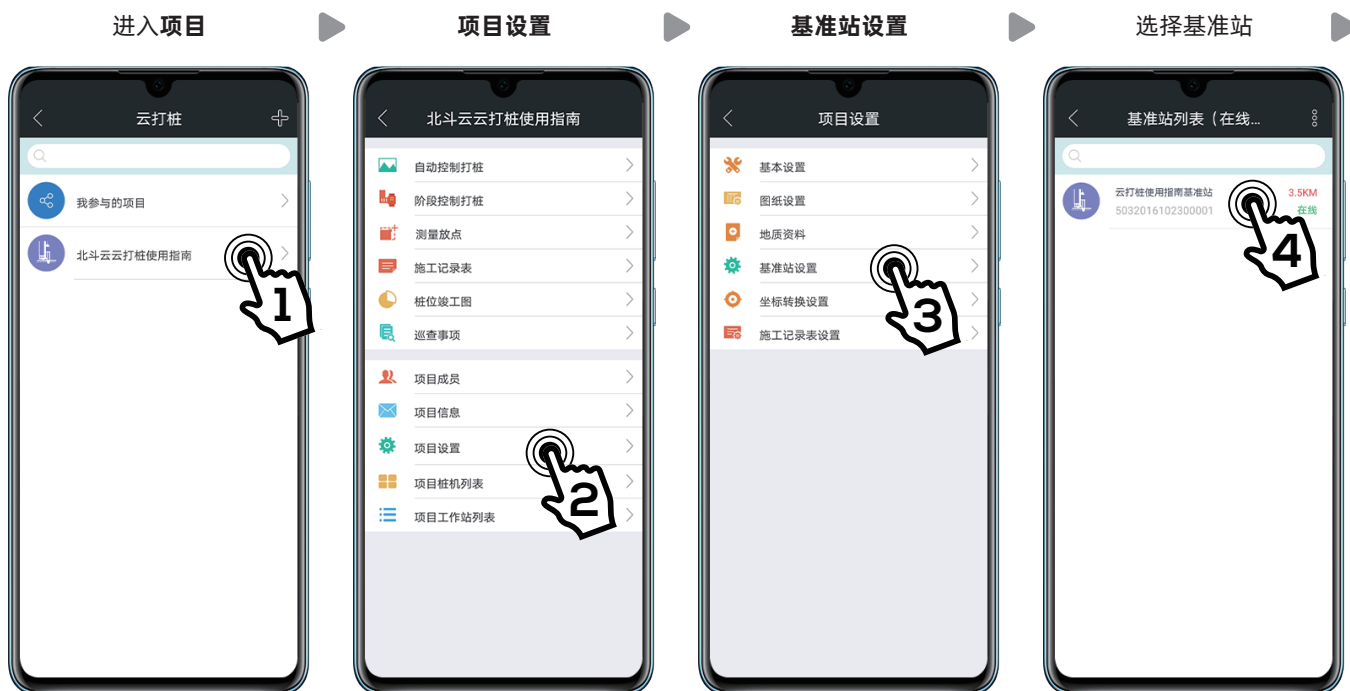 进入项目
项目设置
基准站设置
选择基准站
云打桩
我参与的项目
北斗云云打桩使用指南
1
北斗云云打桩使用指南
自动控制打桩
阶段控制打桩
测量放点
施工记录表
桩位竣工图
巡查事项
项目成员
项目信息
项目设置
项目桩机列表
项目工作站列表
2
项目设置
基本设置
图纸设置
地质资料
基准站设置
坐标转换设置
施工记录表设置
3
基准站列表（在线...
云打桩使用指南基准站
3.5KM
5032016102300001
在线
4